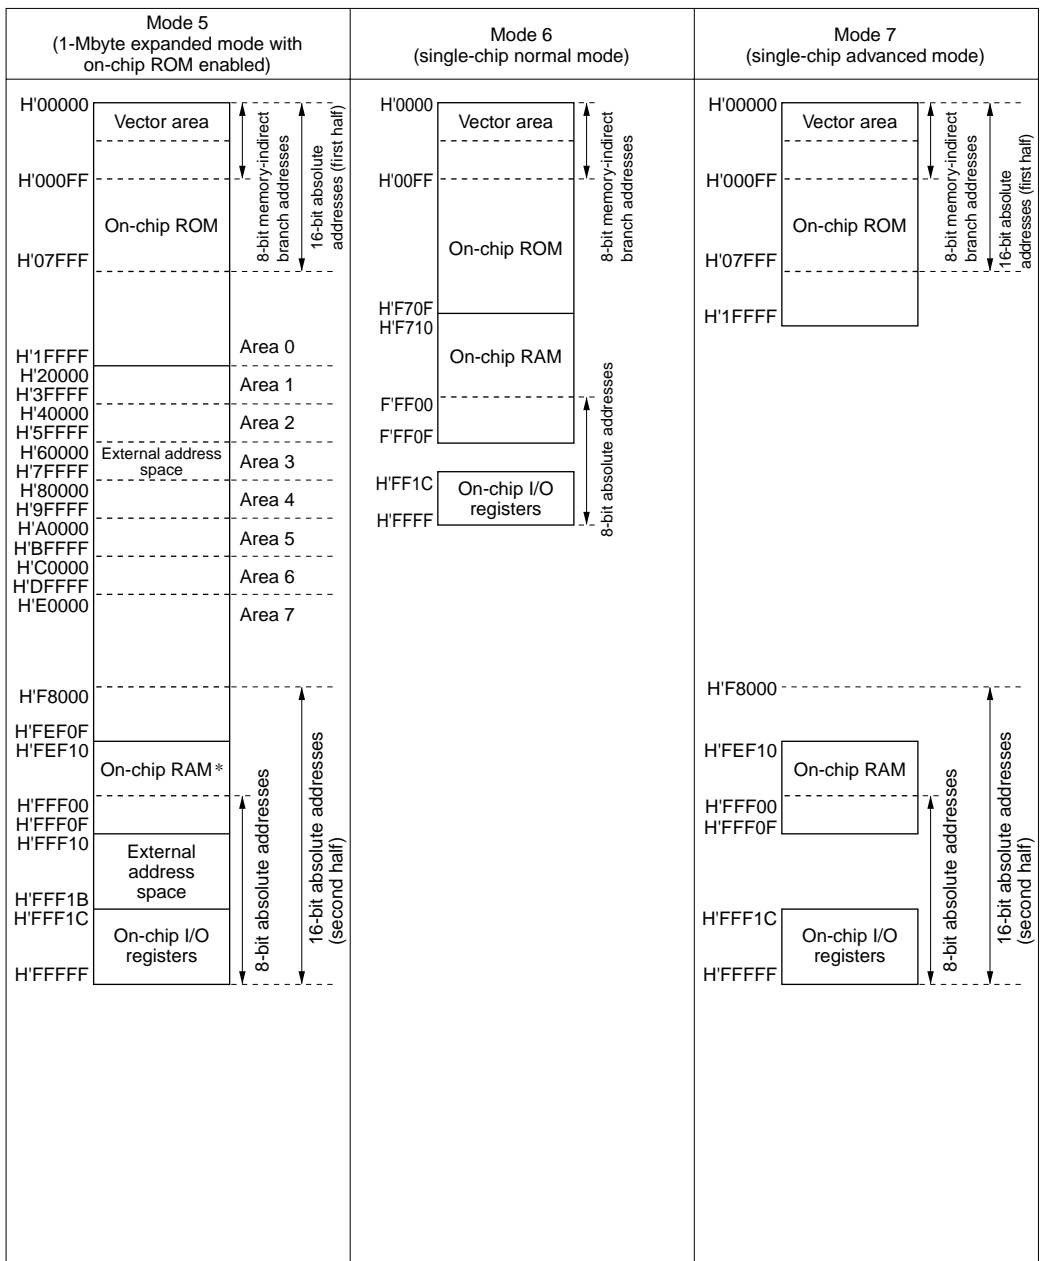 Mode 5
(1-Mbyte expanded mode with
on-chip ROM enabled)
H'00000
Vector area
H'000FF
On-chip ROM
H'07FFF
8-bit memory-indirect
branch addresses
16-bit absolute
addresses (first half)
H'1FFFF
Area 0
H'20000
Area 1
H'3FFFF
H'40000
Area 2
H'5FFFF
H'60000
External address
space
Area 3
H'7FFFF
H'80000
Area 4
H'9FFFF
H'A0000
Area 5
H'BFFFF
H'C0000
Area 6
H'DFFFF
H'E0000
Area 7
H'F8000
H'FEF0F
H'FEF10
On-chip RAM*
H'FFF00
H'FFF0F
H'FFF10
External
address
space
H'FFF1B
H'FFF1C
On-chip I/O
registers
H'FFFFF
8-bit absolute addresses
16-bit absolute addresses
(second half)
Mode 6
(single-chip normal mode)
H'0000
Vector area
H'00FF
8-bit memory-indirect
branch addresses
On-chip ROM
H'F70F
H'F710
On-chip RAM
F'FF00
F'FF0F
H'FF1C
On-chip I/O
registers
H'FFFF
8-bit absolute addresses
Mode 7
(single-chip advanced mode)
H'00000
Vector area
H'000FF
On-chip ROM
H'07FFF
8-bit memory-indirect
branch addresses
16-bit absolute
addresses (first half)
H'1FFFF
H'F8000
H'FEF10
On-chip RAM
H'FFF00
H'FFF0F
H'FFF1C
On-chip I/O
registers
H'FFFFF
8-bit absolute addresses
16-bit absolute addresses
(second half)